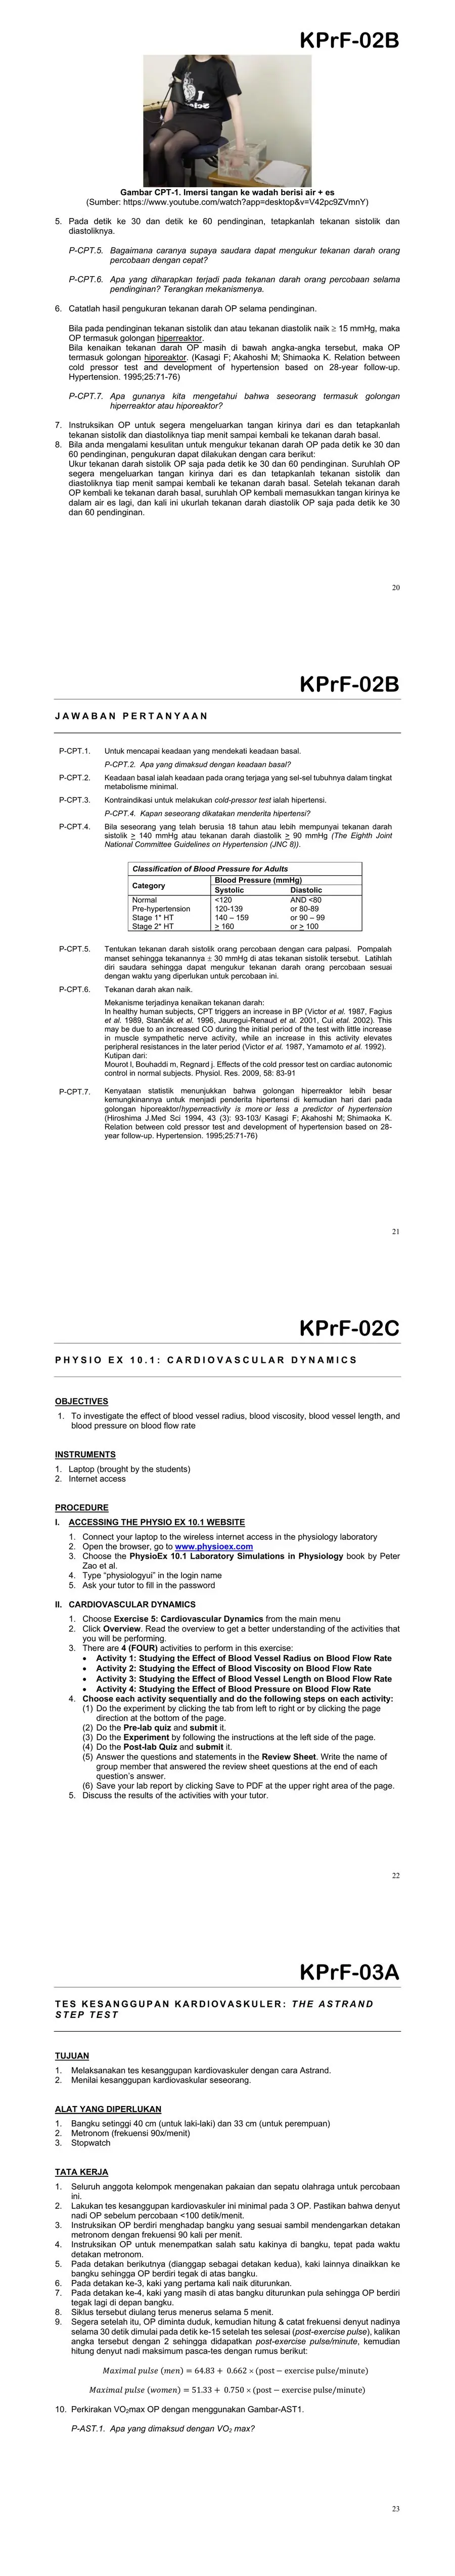 KPrF-02B
Gambar CPT-1. Imersi tangan ke wadah berisi air + es
(Sumber: https://www.youtube.com/watch?app=desktop&v=V42pc9ZVmnY)
5. Pada detik ke 30 dan detik ke 60 pendinginan, tetapkanlah tekanan sistolik dan
diastoliknya.
P-CPT.5. Bagaimana caranya supaya saudara dapat mengukur tekanan darah orang
percobaan dengan cepat?
P-CPT.6. Apa yang diharapkan terjadi pada tekanan darah orang percobaan selama
pendinginan? Terangkan mekanismenya.
6. Catatlah hasil pengukuran tekanan darah OP selama pendinginan.
Bila pada pendinginan tekanan sistolik dan atau tekanan diastolik naik ≥ 15 mmHg, maka
OP termasuk golongan hiperreaktor.
Bila kenaikan tekanan darah OP masih di bawah angka-angka tersebut, maka OP
termasuk golongan hiporeaktor. (Kasagi F; Akahoshi M; Shimaoka K. Relation between
cold pressor test and development of hypertension based on 28-year follow-up.
Hypertension. 1995;25:71-76)
P-CPT.7. Apa gunanya kita mengetahui bahwa seseorang termasuk golongan
hiperreaktor atau hiporeaktor?
7. Instruksikan OP untuk segera mengeluarkan tangan kirinya dari es dan tetapkanlah
tekanan sistolik dan diastoliknya tiap menit sampai kembali ke tekanan darah basal.
8. Bila anda mengalami kesulitan untuk mengukur tekanan darah OP pada detik ke 30 dan
60 pendinginan, pengukuran dapat dilakukan dengan cara berikut:
Ukur tekanan darah sistolik OP saja pada detik ke 30 dan 60 pendinginan. Suruhlah OP
segera mengeluarkan tangan kirinya dari es dan tetapkanlah tekanan sistolik dan
diastoliknya tiap menit sampai kembali ke tekanan darah basal. Setelah tekanan darah
OP kembali ke tekanan darah basal, suruhlah OP kembali memasukkan tangan kirinya ke
dalam air es lagi, dan kali ini ukurlah tekanan darah diastolik OP saja pada detik ke 30
dan 60 pendinginan.
20
KPrF-02B
JAWABAN PERTANYAAN
P-CPT.1. Untuk mencapai keadaan yang mendekati keadaan basal.
P-CPT.2. Apa yang dimaksud dengan keadaan basal?
P-CPT.2. Keadaan basal ialah keadaan pada orang terjaga yang sel-sel tubuhnya dalam tingkat
metabolisme minimal.
P-CPT.3. Kontraindikasi untuk melakukan cold-pressor test ialah hipertensi.
P-CPT.4. Kapan seseorang dikatakan menderita hipertensi?
P-CPT.4. Bila seseorang yang telah berusia 18 tahun atau lebih mempunyai tekanan darah
sistolik ≥ 140 mmHg atau tekanan darah diastolik ≥ 90 mmHg (The Eighth Joint
National Committee Guidelines on Hypertension (JNC 8)).
Classification of Blood Pressure for Adults
Category Blood Pressure (mmHg)
Systolic Diastolic
Normal <120 AND <80
Pre-hypertension 120-139 or 80-89
Stage 1* HT 140 – 159 or 90 – 99
Stage 2* HT ≥ 160 or ≥ 100
P-CPT.5. Tentukan tekanan darah sistolik orang percobaan dengan cara palpasi. Pompalah
manset sehingga tekanannya ± 30 mmHg di atas tekanan sistolik tersebut. Latihlah
diri saudara sehingga dapat mengukur tekanan darah orang percobaan sesuai
dengan waktu yang diperlukan untuk percobaan ini.
P-CPT.6. Tekanan darah akan naik.
Mekanisme terjadinya kenaikan tekanan darah:
In healthy human subjects, CPT triggers an increase in BP (Victor et al. 1987, Fagius
et al. 1989, Stančák et al. 1996, Jauregui-Renaud et al. 2001, Cui etal. 2002). This
may be due to an increased CO during the initial period of the test with little increase
in muscle sympathetic nerve activity, while an increase in this activity elevates
peripheral resistances in the later period (Victor et al. 1987, Yamamoto et al. 1992).
Kutipan dari:
Mourot l, Bouhaddi m, Regnard j. Effects of the cold pressor test on cardiac autonomic
control in normal subjects. Physiol. Res. 2009, 58: 83-91
P-CPT.7. Kenyataan statistik menunjukkan bahwa golongan hiperreaktor lebih besar
kemungkinannya untuk menjadi penderita hipertensi di kemudian hari dari pada
golongan hiporeaktor/hyperreactivity is more or less a predictor of hypertension
(Hiroshima J.Med Sci 1994, 43 (3): 93-103/ Kasagi F; Akahoshi M; Shimaoka K.
Relation between cold pressor test and development of hypertension based on 28-
year follow-up. Hypertension. 1995;25:71-76)
21
KPrF-02C
PHYSIO EX 10.1: CARDIOVASCULAR DYNAMICS
OBJECTIVES
1. To investigate the effect of blood vessel radius, blood viscosity, blood vessel length, and
blood pressure on blood flow rate
INSTRUMENTS
1. Laptop (brought by the students)
2. Internet access
PROCEDURE
I. ACCESSING THE PHYSIO EX 10.1 WEBSITE
1. Connect your laptop to the wireless internet access in the physiology laboratory
2. Open the browser, go to www.physioex.com
3. Choose the PhysioEx 10.1 Laboratory Simulations in Physiology book by Peter
Zao et al.
4. Type “physiologyui” in the login name
5. Ask your tutor to fill in the password
II. CARDIOVASCULAR DYNAMICS
1. Choose Exercise 5: Cardiovascular Dynamics from the main menu
2. Click Overview. Read the overview to get a better understanding of the activities that
you will be performing.
3. There are 4 (FOUR) activities to perform in this exercise:
• Activity 1: Studying the Effect of Blood Vessel Radius on Blood Flow Rate
• Activity 2: Studying the Effect of Blood Viscosity on Blood Flow Rate
• Activity 3: Studying the Effect of Blood Vessel Length on Blood Flow Rate
• Activity 4: Studying the Effect of Blood Pressure on Blood Flow Rate
4. Choose each activity sequentially and do the following steps on each activity:
(1) Do the experiment by clicking the tab from left to right or by clicking the page
direction at the bottom of the page.
(2) Do the Pre-lab quiz and submit it.
(3) Do the Experiment by following the instructions at the left side of the page.
(4) Do the Post-lab Quiz and submit it.
(5) Answer the questions and statements in the Review Sheet. Write the name of
group member that answered the review sheet questions at the end of each
question’s answer.
(6) Save your lab report by clicking Save to PDF at the upper right area of the page.
5. Discuss the results of the activities with your tutor.
22
KPrF-03A
TES KESANGGUPAN KARDIOVASKULER: THE ASTRAND
STEP TEST
TUJUAN
1. Melaksanakan tes kesanggupan kardiovaskuler dengan cara Astrand.
2. Menilai kesanggupan kardiovaskular seseorang.
ALAT YANG DIPERLUKAN
1. Bangku setinggi 40 cm (untuk laki-laki) dan 33 cm (untuk perempuan)
2. Metronom (frekuensi 90x/menit)
3. Stopwatch
TATA KERJA
1. Seluruh anggota kelompok mengenakan pakaian dan sepatu olahraga untuk percobaan
ini.
2. Lakukan tes kesanggupan kardiovaskuler ini minimal pada 3 OP. Pastikan bahwa denyut
nadi OP sebelum percobaan <100 detik/menit.
3. Instruksikan OP berdiri menghadap bangku yang sesuai sambil mendengarkan detakan
metronom dengan frekuensi 90 kali per menit.
4. Instruksikan OP untuk menempatkan salah satu kakinya di bangku, tepat pada waktu
detakan metronom.
5. Pada detakan berikutnya (dianggap sebagai detakan kedua), kaki lainnya dinaikkan ke
bangku sehingga OP berdiri tegak di atas bangku.
6. Pada detakan ke-3, kaki yang pertama kali naik diturunkan.
7. Pada detakan ke-4, kaki yang masih di atas bangku diturunkan pula sehingga OP berdiri
tegak lagi di depan bangku.
8. Siklus tersebut diulang terus menerus selama 5 menit.
9. Segera setelah itu, OP diminta duduk, kemudian hitung & catat frekuensi denyut nadinya
selama 30 detik dimulai pada detik ke-15 setelah tes selesai (post-exercise pulse), kalikan
angka tersebut dengan 2 sehingga didapatkan post-exercise pulse/minute, kemudian
hitung denyut nadi maksimum pasca-tes dengan rumus berikut:
Maximal pulse (men) = 64.83 + 0.662 × (post − exercise pulse/minute)
Maximal pulse (women) = 51.33 + 0.750 × (post − exercise pulse/minute)
10. Perkirakan VO₂max OP dengan menggunakan Gambar-AST1.
P-AST.1. Apa yang dimaksud dengan VO₂ max?
23